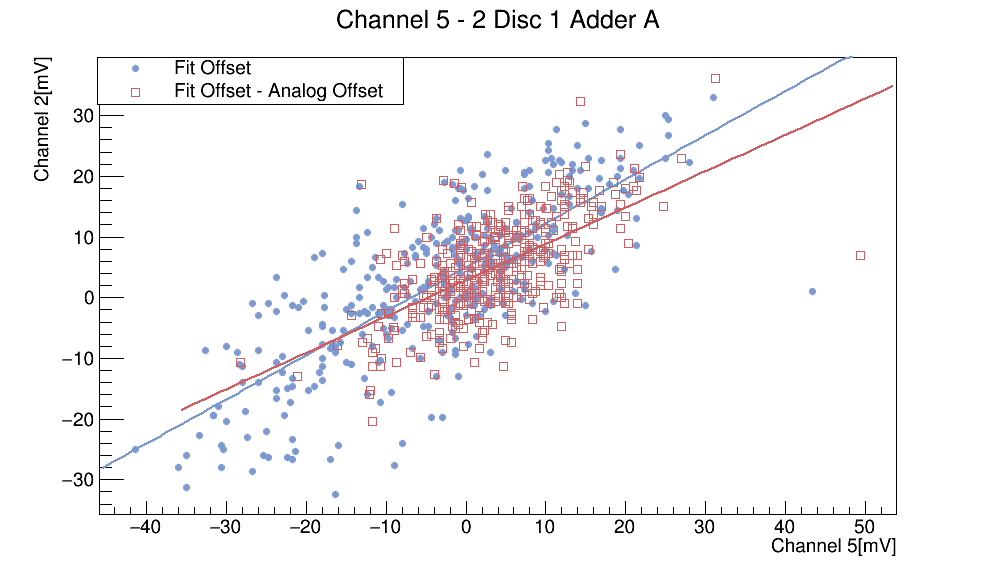 Channel 5 - 2 Disc 1 Adder A
Channel 2[mV]
Fit Offset
Fit Offset - Analog Offset
30
20
10
0
−10
−20
−30
−40 −30 −20 −10 0 10 20 30 40 50
Channel 5[mV]